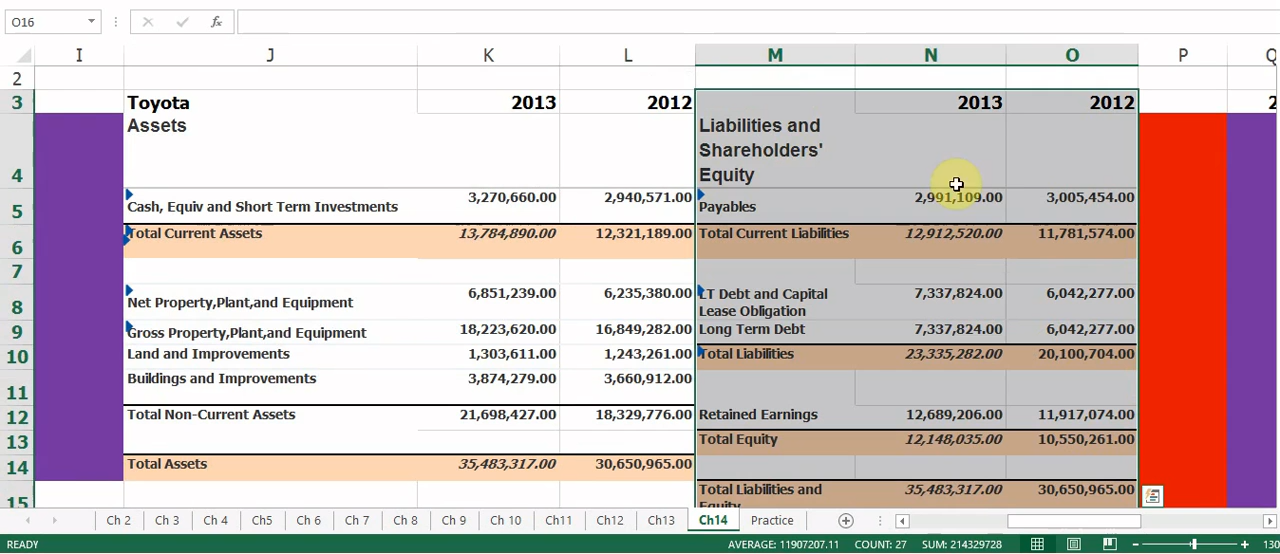 O16
fx
I J K L M N O P Q
2
3 Toyota 2013 2012 2013 2012 2
4 Assets Liabilities and
Shareholders'
Equity
5 Cash, Equiv and Short Term Investments 3,270,660.00 2,940,571.00 Payables 2,991,109.00 3,005,454.00
6 Total Current Assets 13,784,890.00 12,321,189.00 Total Current Liabilities 12,912,520.00 11,781,574.00
7
8 Net Property,Plant,and Equipment 6,851,239.00 6,235,380.00 LT Debt and Capital 7,337,824.00 6,042,277.00
Lease Obligation
9 Gross Property,Plant,and Equipment 18,223,620.00 16,849,282.00 Long Term Debt 7,337,824.00 6,042,277.00
10 Land and Improvements 1,303,611.00 1,243,261.00 Total Liabilities 23,335,282.00 20,100,704.00
11 Buildings and Improvements 3,874,279.00 3,660,912.00
12 Total Non-Current Assets 21,698,427.00 18,329,776.00 Retained Earnings 12,689,206.00 11,917,074.00
13 Total Equity 12,148,035.00 10,550,261.00
14 Total Assets 35,483,317.00 30,650,965.00
15 Total Liabilities and 35,483,317.00 30,650,965.00
Equity
Ch 2 Ch 3 Ch 4 Ch5 Ch 6 Ch 7 Ch 8 Ch 9 Ch 10 Ch11 Ch12 Ch13 Ch14 Practice
READY AVERAGE: 11907207.11 COUNT: 27 SUM: 214329728 130